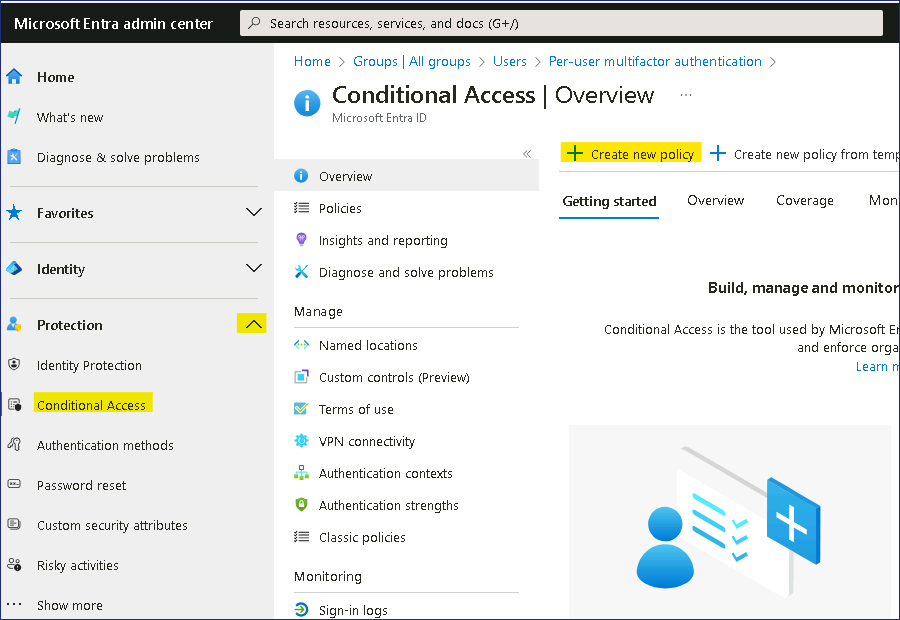 Microsoft Entra admin center
Search resources, services, and docs (G+/)
Home
What's new
Diagnose & solve problems
Favorites
Identity
Protection
Identity Protection
Conditional Access
Authentication methods
Password reset
Custom security attributes
Risky activities
Show more
Home > Groups | All groups > Users > Per-user multifactor authentication >
Conditional Access | Overview ...
Microsoft Entra ID
Overview
Policies
Insights and reporting
Diagnose and solve problems
Manage
Named locations
Custom controls (Preview)
Terms of use
VPN connectivity
Authentication contexts
Authentication strengths
Classic policies
Monitoring
Sign-in logs
Create new policy
Create new policy from temp
Getting started
Overview
Coverage
Mon
Build, manage and monitor
Conditional Access is the tool used by Microsoft E
and enforce orga
Learn m